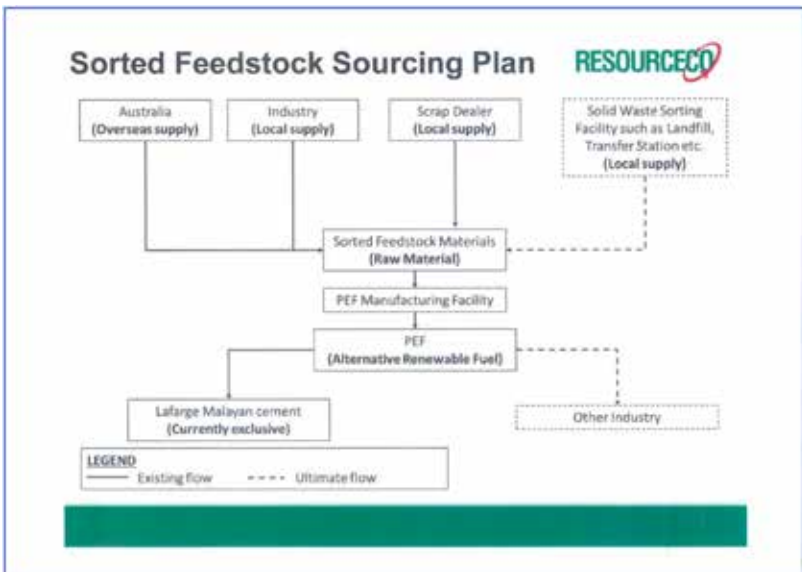 Sorted Feedstock Sourcing Plan
RESOURCECO
Australia
(Overseas supply)
Industry
(Local supply)
Scrap Dealer
(Local supply)
Solid Waste Sorting
Facility such as Landfill,
Transfer Station etc.
(Local supply)
Sorted Feedstock Materials
(Raw Material)
PEF Manufacturing Facility
PEF
(Alternative Renewable Fuel)
Lafarge Malayan cement
(Currently exclusive)
Other Industry
LEGEND
Existing flow
Ultimate flow